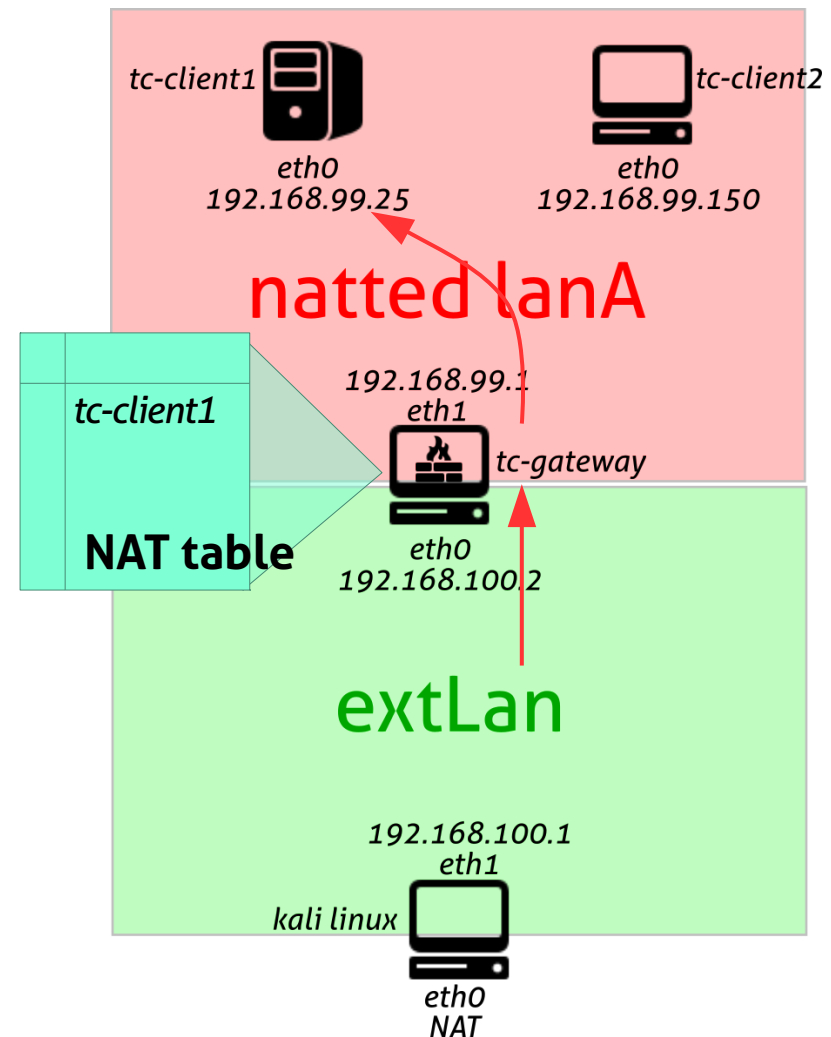 tc-client1
tc-client2
eth0
192.168.99.25
eth0
192.168.99.150
natted lanA
192.168.99.1
eth1
tc-client1
tc-gateway
NAT table
eth0
192.168.100.2
extLan
192.168.100.1
eth1
kali linux
eth0
NAT